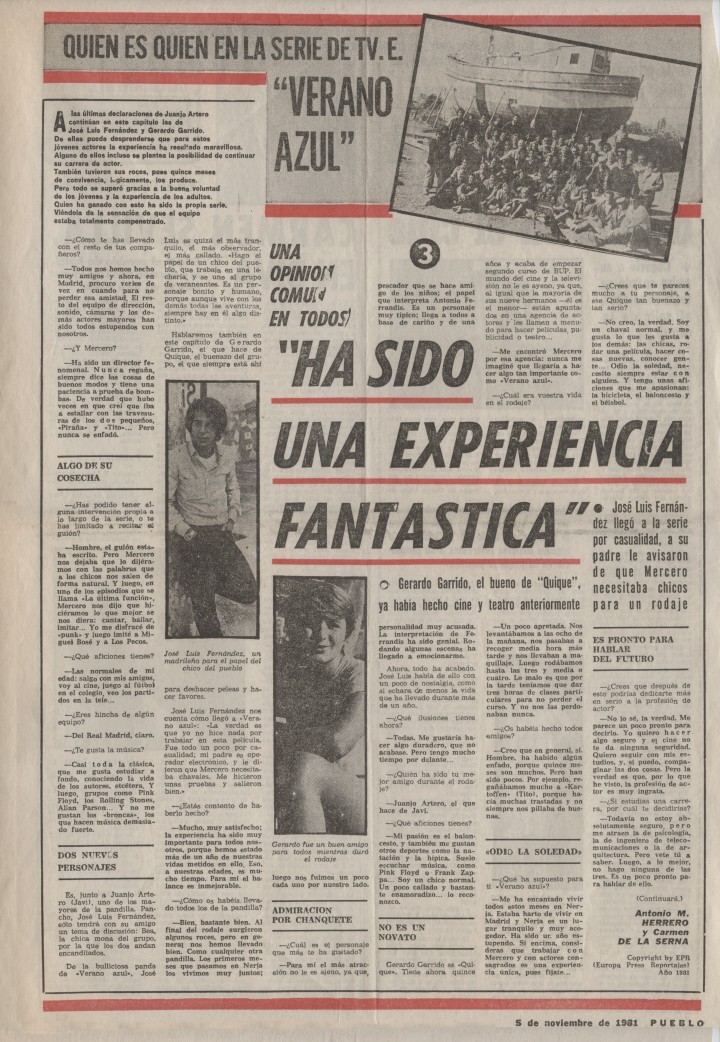 QUIEN ES QUIEN EN LA SERIE DE TV. E.
"VERANO
AZUL"
A las últimas declaraciones de Juanjo Artero
continúan en este capítulo las de
José Luis Fernández y Gerardo Garrido.
De ellas puede desprenderse que para estos
jóvenes actores la experiencia ha resultado maravillosa.
Alguno de ellos incluso se plantea la posibilidad de continuar
su carrera de actor.
También tuvieron sus roces, pues quince meses
de convivencia, lógicamente, los produce.
Pero todo se superó gracias a la buena voluntad
de los jóvenes y la experiencia de los adultos.
Quien ha ganado con esto ha sido la propia serie.
Viéndola da la sensación de que el equipo
estaba totalmente compenetrado.
—¿Cómo te has llevado
con el resto de tus compañeros?
—Todos nos hemos hecho
muy amigos y ahora, en
Madrid, procuro verles de
vez en cuando para no
perder esa amistad. El resto
del equipo de dirección,
sonido, cámaras y los demás
actores mayores han
sido todos estupendos con
nosotros.
—¿Y Mercero?
—Ha sido un director fenomenal.
Nunca regaña,
siempre dice las cosas de
buenos modos y tiene una
paciencia a prueba de bombas.
De verdad que hubo
veces en que creí que iba
a estallar con las travesuras
de los dos pequeños,
«Piraña» y «Tito»... Pero
nunca se enfadó.
ALGO DE SU
COSECHA
—¿Has podido tener alguna
intervención propia a
lo largo de la serie, o te
has limitado a recitar el
guión?
—Hombre, el guión estaba
escrito. Pero Mercero
nos dejaba que lo dijéramos
con las palabras que
a los chicos nos salen de
forma natural. Y luego, en
uno de los episodios que se
llama «La última función»,
Mercero nos dijo que hiciéramos
lo que mejor se
nos diera: cantar, bailar,
imitar... Yo me disfracé de
«punk» y luego imité a Miguel
Bosé y a Los Pecos.
—¿Qué aficiones tienes?
—Las normales de mi
edad: salgo con mis amigos,
voy al cine, juego al fútbol
en el colegio, veo los partidos
en la tele...
—¿Eres hincha de algún
equipo?
—Del Real Madrid, claro.
—¿Te gusta la música?
—Casi toda la clásica,
que me gusta estudiar a
fondo, conociendo la vida
de los autores, etcétera, Y
luego, grupos como Pink
Floyd, los Rolling Stones,
Alían Parson... Y no me
gustan los «broncas», los
que hacen música demasiado
fuerte.
DOS NUEVOS
PERSONAJES
Es, junto a Juanjo Artero
(Javi), uno de los mayores
de la pandilla. Pancho,
José Luis Fernández,
sólo tendrá con su amigo
un tema de discusión: Bea,
la chica mona del grupo,
por la que los dos andan
encandilados.
De la bulliciosa panda
de «Verano azul», José
Luis es quizá el más tranquilo,
el más observador,
el más callado. «Hago el
papel de un chico del pueblo,
que trabaja en una lechería,
y se une al grupo
de veraneantes. Es un personaje
bonito y humano,
porque aunque vive con los
demás todas las aventuras,
siempre hay en él algo distinto.»
Hablaremos también en
este capítulo de Gerardo
Garrido, el que hace de
Quique, el buenazo del grupo,
el que siempre está ahí
José Luis Fernández, un
madrileño para el papel del
chico del pueblo
para deshacer peleas y hacer
favores.
José Luis Fernández nos
cuenta cómo llegó a «Verano
azul»: «La verdad es
que yo no hice nada por
trabajar en esta película.
Fue todo un poco por casualidad;
mi padre es reparador
electrónico, y le dijeron
que Mercero necesitaba
chavales. Me hicieron
unas pruebas y salieron
bien.»
—¿Estás contento de haberlo
hecho?
—Mucho, muy satisfecho;
la experiencia ha sido muy
importante para todos nosotros,
porque hemos estado
más de un año de nuestras
vidas metidos en ello, Eso,
a nuestras edades, es mucho
tiempo. Para mí el balance
es inmejorable.
—¿Cómo os habéis llevado
todos los de la pandilla?
—Bien, bastante bien. Al
final del rodaje surgieron
algunos roces, pero en general
nos hemos llevado
bien. Como cualquier otra
pandilla. Los primeros meses
que pasamos en Nerja
los vivimos muy juntos;
UNA
OPINION
COMUN
EN TODOS:
"HA SIDO
UNA EXPERIENCIA
FANTASTICA"
3
Gerardo fue un buen amigo
para todos mientras duró
el rodaje
luego nos fuimos un poco
cada uno por nuestro lado.
ADMIRACION
POR CHANQUETE
—¿Cuál es el personaje
que más te ha gustado?
—Para mí el más atracción
no le es ajeno, ya que,
pescador que se hace amigo
de los niños; el papel
que interpreta Antonio Ferrandis.
Es un personaje
muy típico: llega a todos a
base de cariño y de una
● Gerardo Garrido, el bueno de "Quique",
ya había hecho cine y teatro anteriormente
personalidad muy acusada.
La interpretación de Ferrandis
ha sido genial. Rodando
algunas escenas ha
llegado a emocionarme.
Ahora, todo ha acabado.
José Luis habla de ello con
un poco de nostalgia, como
si echara de menos la vida
que ha llevado durante más
de un año.
—¿Qué ilusiones tienes
ahora?
—Todas. Me gustaría hacer
algo duradero, que no
acabase. Pero tengo mucho
tiempo por delante...
—¿Quién ha sido tu mejor
amigo durante el rodaje?
—Juanjo Artero, el que
hace de Javi.
—¿Qué aficiones tienes?
—Mi pasión es el baloncesto,
y también me gustan
otros deportes como la natación
y la hípica. Suelo
escuchar música, como
Pink Floyd o Frank Zappa...
Soy un chico normal.
Un poco callado y bastante
enamoradizo... lo reconozco.
NO ES UN
NOVATO
Gerardo Garrido es «Quique».
Tiene ahora quince
años y acaba de empezar
segundo curso de BUP. El
mundo del cine y la televisión
no le es ayeno, ya que,
al igual que la mayoría de
sus nueve hermanos —él es
el menor— están apuntados
en una agencia de actores
y les llaman a menudo
para hacer películas, publicidad
o teatro...
—Me encontró Mercero
por esa agencia: nunca me
imaginé que llegaría a hacer
algo tan importante como
«Verano azul».
—¿Cuál era vuestra vida
en el rodaje?
—Un poco apretada. Nos
levantábamos a las ocho de
la mañana, nos pasaban a
recoger media hora más
tarde y nos llevaban a maquillaje.
Luego rodábamos
hasta las tres y media o
cuatro. Lo malo es que por
la tarde teníamos que dar
tres horas de clases particulares
para no perder el
curso. Y no nos las perdonaban
nunca.
—¿Os habéis hecho todos
amigos?
—Creo que en general, sí.
Hombre, ha habido algún
enfado, porque quince meses
son muchos. Pero han
sido pocos. Por ejemplo, regañábamos
mucho a «Kartoffen»
(Tito), porque hacía
muchas trastadas y no
siempre nos pillaba de buenas.
«ODIO LA SOLEDAD»
—¿Qué ha supuesto para
ti «Verano Azul»?
—Me ha encantado vivir
todos estos meses en Nerja.
Estaba harto de vivir en
Madrid y Nerja es un lugar
tranquilo y muy acogedor.
Ha sido un año estupendo.
Si encima, consideras
que trabajar con
Mercero y con actores consagrados
es una experiencia
única, pues fíjate...
—¿Crees que te pareces
mucho a tu personaje, a
ese Quique tan buenazo y
tan serio?
—No creo, la verdad. Soy
un chaval normal, y me
gusta lo que les gusta a
los demás: las chicas, rodar
una película, hacer cosas
nuevas, conocer gente...
Odio la soledad, necesito
siempre estar con
alguien. Y tengo unas aficiones
que me apasionan:
la bicicleta, el baloncesto y
el béisbol.
● José Luis Fernández
llegó a la serie
por casualidad, a su
padre le avisaron
de que Mercero
necesitaba chicos
para un rodaje
ES PRONTO PARA
HABLAR
DEL FUTURO
—¿Crees que después de
esto podrías dedicarte más
en serio a la profesión de
actor?
—No lo sé, la verdad. Me
parece un poco pronto para
decirlo. Yo quiero hacer
algo seguro y el cine no
te da ninguna seguridad.
Quiero seguir con mis estudios,
y, si puedo, compaginar
las dos cosas. Pero la
verdad es que, por lo que
he visto, la profesión de actor
es muy ingrata.
—¿Si estudias una carrera,
por cuál te decidirías?
—Todavía no estoy absolutamente
seguro, pero
me atraen la de psicología,
la de ingeniero de telecomunicaciones
o la de arquitectura.
Pero vete tú a
saber. Luego, a lo mejor,
no hago ninguna de las
tres. Es un poco pronto para
hablar de ello.
(Continuará.)
Antonio M.
HERRERO
y Carmen
DE LA SERNA
Copyright by EPR
(Europa Press Reportajes)
Año 1981
5 de noviembre de 1981 PUEBLO